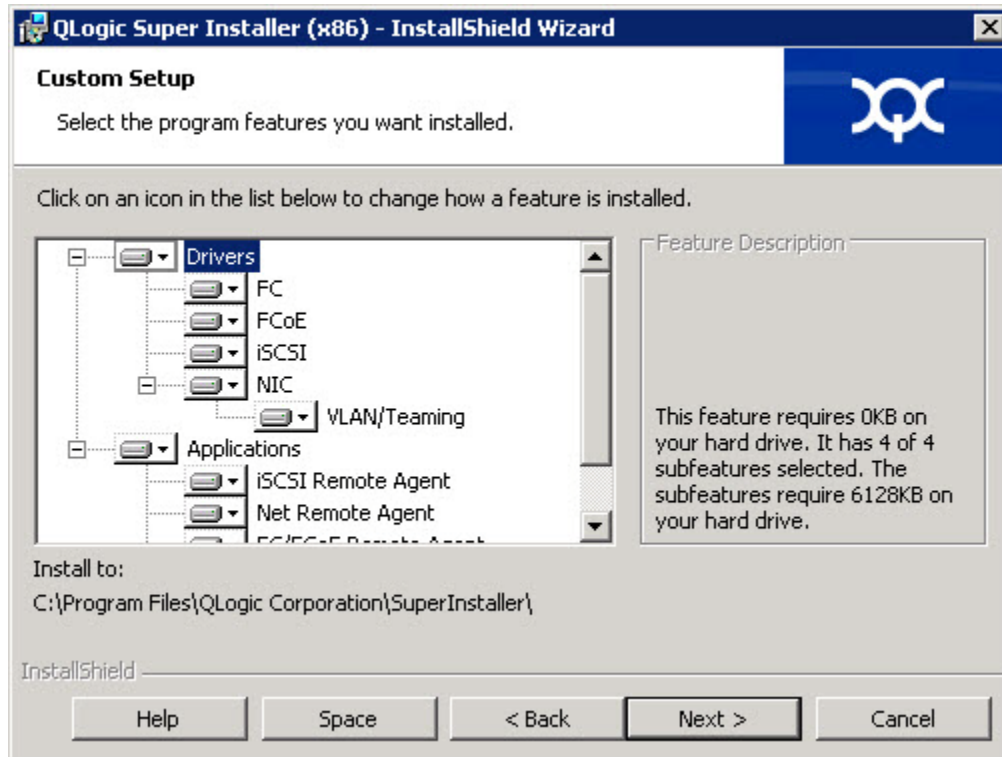 QLogic Super Installer (x86) - InstallShield Wizard
Custom Setup
Select the program features you want installed.
Click on an icon in the list below to change how a feature is installed.
Drivers
FC
FCoE
iSCSI
NIC
VLAN/Teaming
Applications
iSCSI Remote Agent
Net Remote Agent
FC/FCoE Remote Agent
Feature Description
This feature requires 0KB on
your hard drive. It has 4 of 4
subfeatures selected. The
subfeatures require 6128KB on
your hard drive.
Install to:
C:\Program Files\QLogic Corporation\SuperInstaller\
InstallShield
Help
Space
< Back
Next >
Cancel